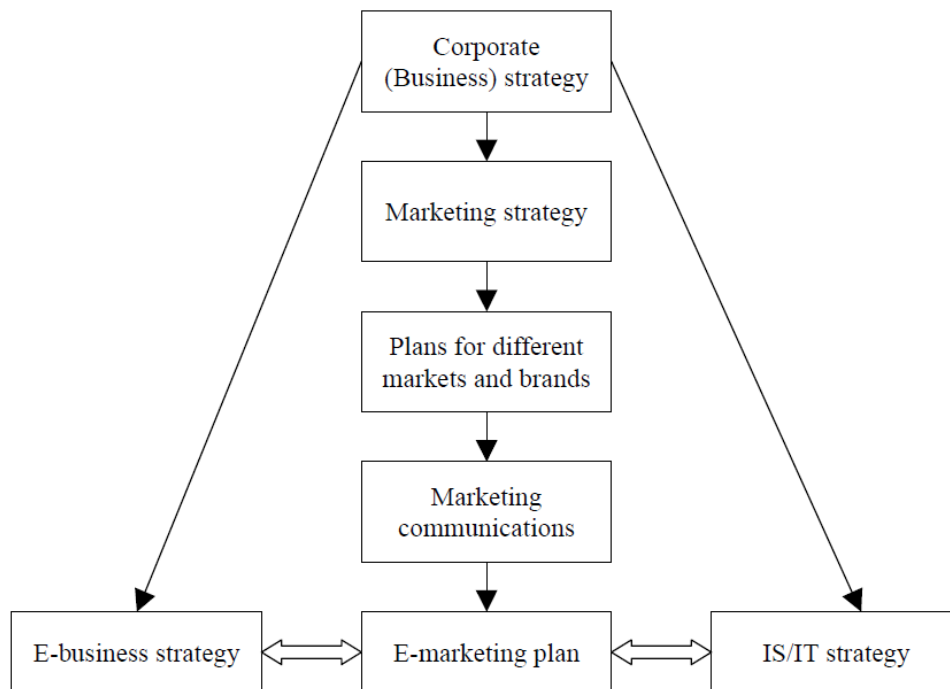 Corporate
(Business) strategy
Marketing strategy
Plans for different
markets and brands
Marketing
communications
E-business strategy
E-marketing plan
IS/IT strategy